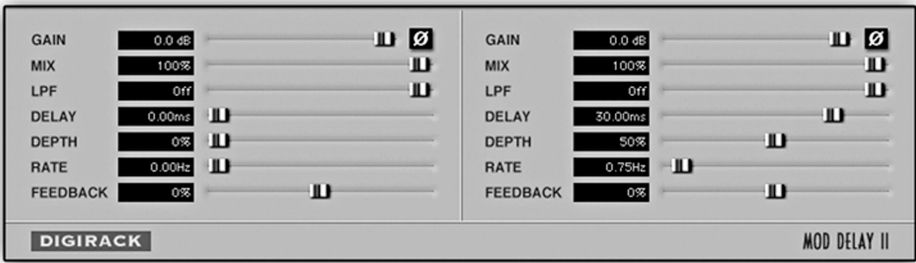 GAIN 0.0 dB Ø
MIX 100%
LPF Off
DELAY 0.00ms
DEPTH 0%
RATE 0.00Hz
FEEDBACK 0%
GAIN 0.0 dB Ø
MIX 100%
LPF Off
DELAY 30.00ms
DEPTH 50%
RATE 0.75Hz
FEEDBACK 0%
DIGIRACK
MOD DELAY II